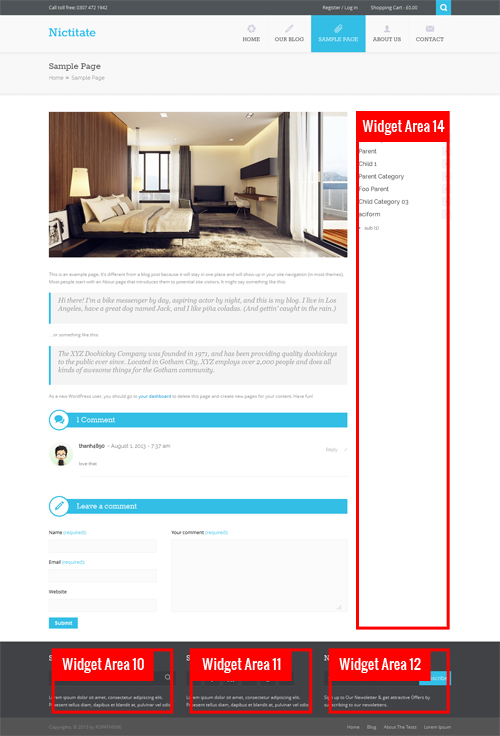 Call toll free: 0807 472 1942
Register / Log in
Shopping Cart - £0.00
Nictitate
HOME
OUR BLOG
SAMPLE PAGE
ABOUT US
CONTACT
Sample Page
Home » Sample Page
Widget Area 14
Parent
Child 1
Parent Category
Foo Parent
Child Category 03
aciform
sub (1)
This is an example page. It's different from a blog post because it will stay in one place and will show up in your site navigation (in most themes).
Most people start with an About page that introduces them to potential site visitors. It might say something like this:
Hi there! I'm a bike messenger by day, aspiring actor by night, and this is my blog. I live in Los
Angeles, have a great dog named Jack, and I like piña coladas. (And gettin' caught in the rain.)
...or something like this:
The XYZ Doohickey Company was founded in 1971, and has been providing quality doohickeys
to the public ever since. Located in Gotham City, XYZ employs over 2,000 people and does all
kinds of awesome things for the Gotham community.
As a new WordPress user, you should go to your dashboard to delete this page and create new pages for your content. Have fun!
1 Comment
thanh4890 - August 1, 2013 - 7:37 am
Reply
love that
Leave a comment
Name (required):
Your comment (required):
Email (required):
Website
Submit
Widget Area 10
Widget Area 11
Widget Area 12
Lorem ipsum dolor sit amet, consectetur adipiscing elit.
Praesent tellus diam, dapibus et aliquam at, pulvinar vel odio
Lorem ipsum dolor sit amet, consectetur adipiscing elit.
Praesent tellus diam, dapibus et aliquam at, pulvinar vel odio
Sign up to Our Newsletter & get attractive Offers by
subscribing to our newsletters.
Home
Blog
About The Tests
Lorem Ipsum